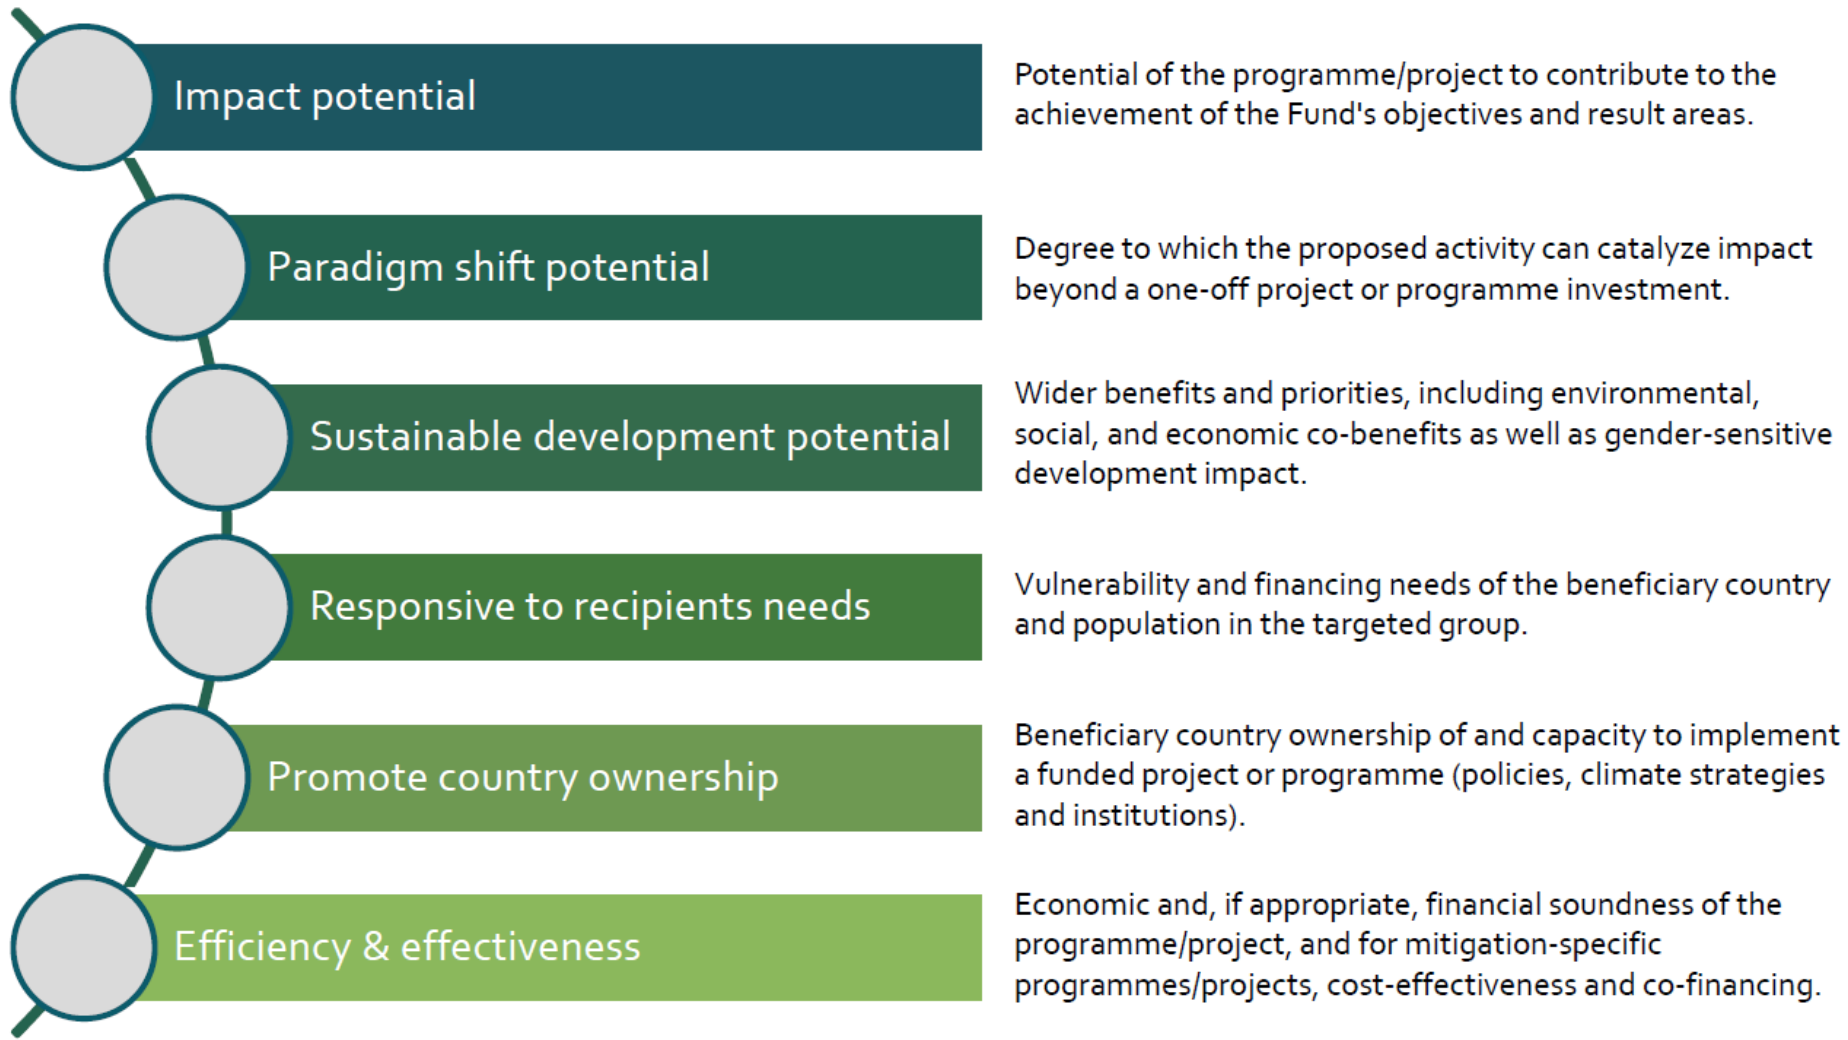 Impact potential
Potential of the programme/project to contribute to the
achievement of the Fund's objectives and result areas.
Paradigm shift potential
Degree to which the proposed activity can catalyze impact
beyond a one-off project or programme investment.
Sustainable development potential
Wider benefits and priorities, including environmental,
social, and economic co-benefits as well as gender-sensitive
development impact.
Responsive to recipients needs
Vulnerability and financing needs of the beneficiary country
and population in the targeted group.
Promote country ownership
Beneficiary country ownership of and capacity to implement
a funded project or programme (policies, climate strategies
and institutions).
Efficiency & effectiveness
Economic and, if appropriate, financial soundness of the
programme/project, and for mitigation-specific
programmes/projects, cost-effectiveness and co-financing.